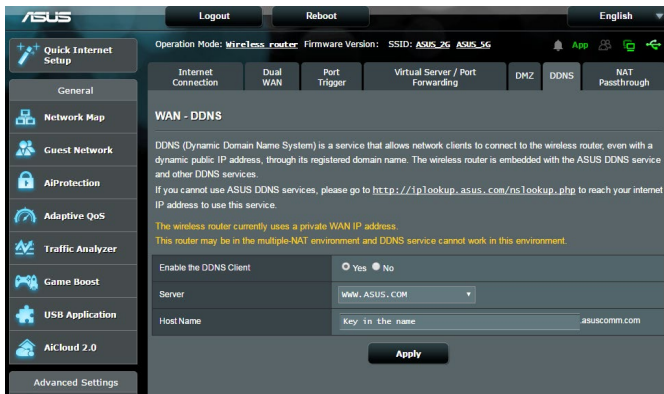 ASUS
Logout
Reboot
English
Quick Internet
Setup
Operation Mode: Wireless router Firmware Version: SSID: ASUS_2G ASUS_5G
App
Internet
Connection
Dual
WAN
Port
Trigger
Virtual Server / Port
Forwarding
DMZ
DDNS
NAT
Passthrough
General
Network Map
Guest Network
AiProtection
Adaptive QoS
Traffic Analyzer
Game Boost
USB Application
AiCloud 2.0
Advanced Settings
WAN - DDNS
DDNS (Dynamic Domain Name System) is a service that allows network clients to connect to the wireless router, even with a
dynamic public IP address, through its registered domain name. The wireless router is embedded with the ASUS DDNS service
and other DDNS services.
If you cannot use ASUS DDNS services, please go to http://iplookup.asus.com/nslookup.php to reach your internet
IP address to use this service.
The wireless router currently uses a private WAN IP address.
This router may be in the multiple-NAT environment and DDNS service cannot work in this environment.
Enable the DDNS Client
Yes No
Server
WWW.ASUS.COM
Host Name
Key in the name
.asuscomm.com
Apply